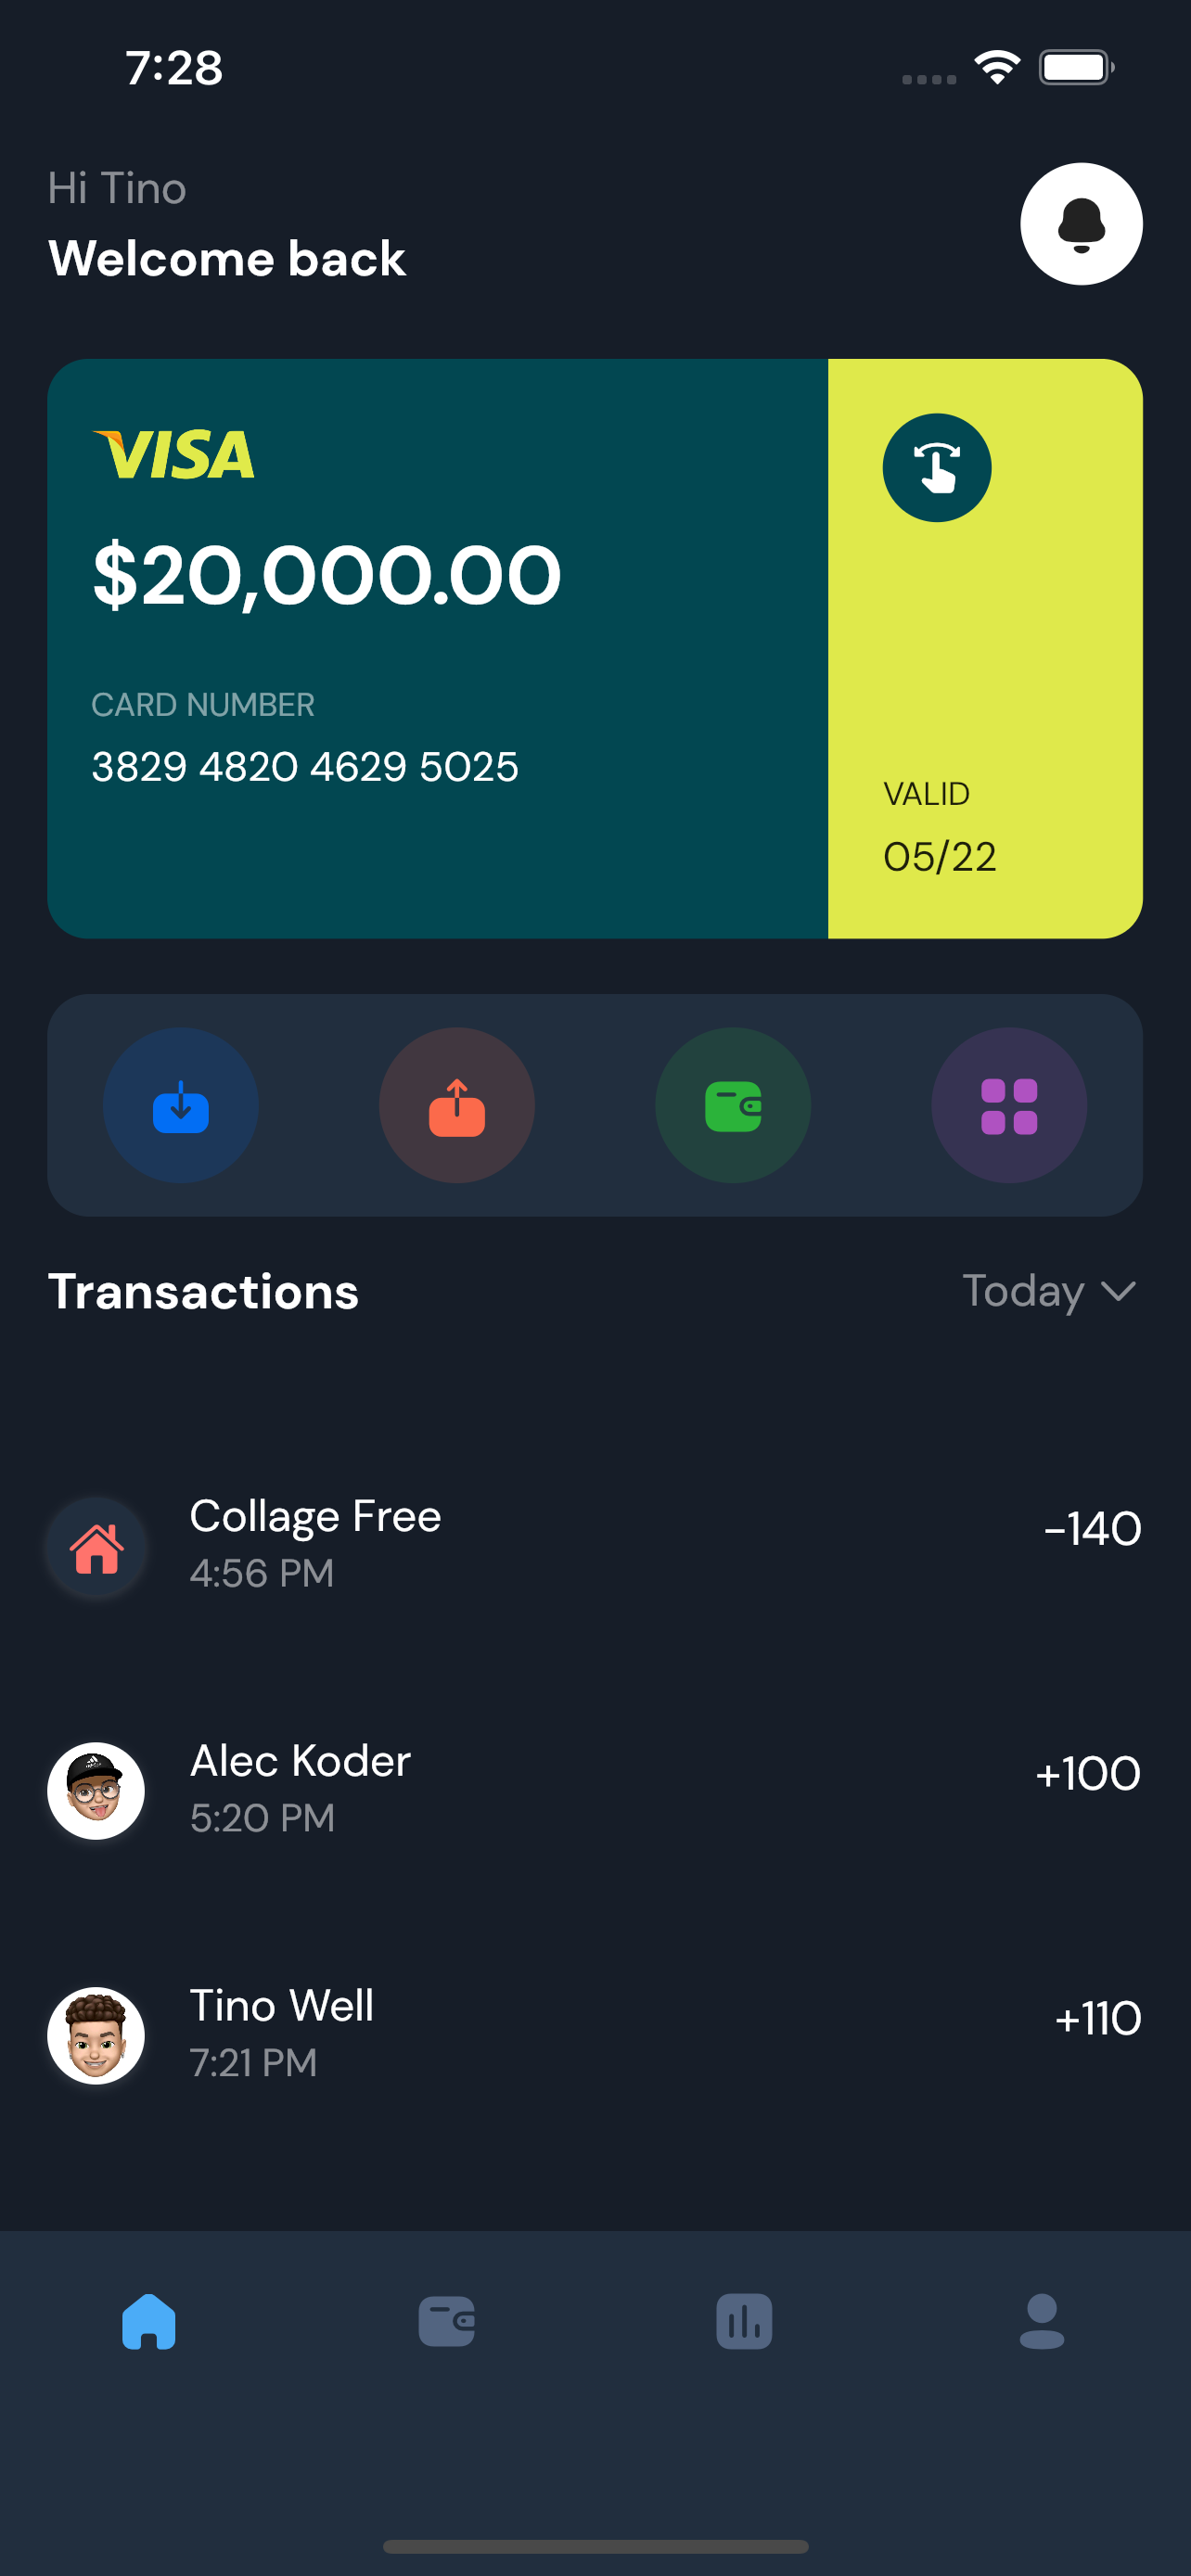 7:28
Hi Tino
Welcome back
VISA
$20,000.00
CARD NUMBER
3829 4820 4629 5025
VALID
05/22
Transactions
Today
Collage Free
4:56 PM
-140
Alec Koder
5:20 PM
+100
Tino Well
7:21 PM
+110